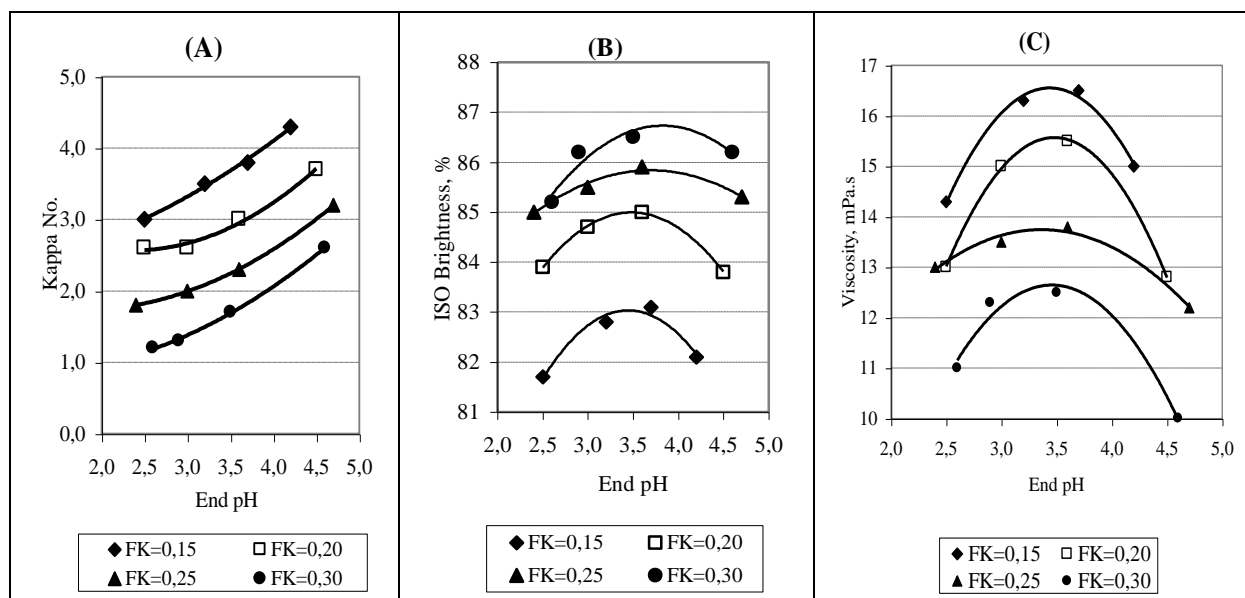 (A)
Kappa No.
5,0
4,0
3,0
2,0
1,0
0,0
2,0 2,5 3,0 3,5 4,0 4,5 5,0
End pH
FK=0,15 FK=0,20
FK=0,25 FK=0,30
(B)
ISO Brightness, %
88
87
86
85
84
83
82
81
2,0 2,5 3,0 3,5 4,0 4,5 5,0
End pH
FK=0,15 FK=0,20
FK=0,25 FK=0,30
(C)
Viscosity, mPa.s
17
16
15
14
13
12
11
10
2,0 2,5 3,0 3,5 4,0 4,5 5,0
End pH
FK=0,15 FK=0,20
FK=0,25 FK=0,30